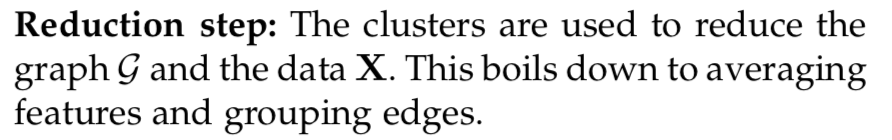 Reduction step: The clusters are used to reduce the
graph 𝒢 and the data X. This boils down to averaging
features and grouping edges.